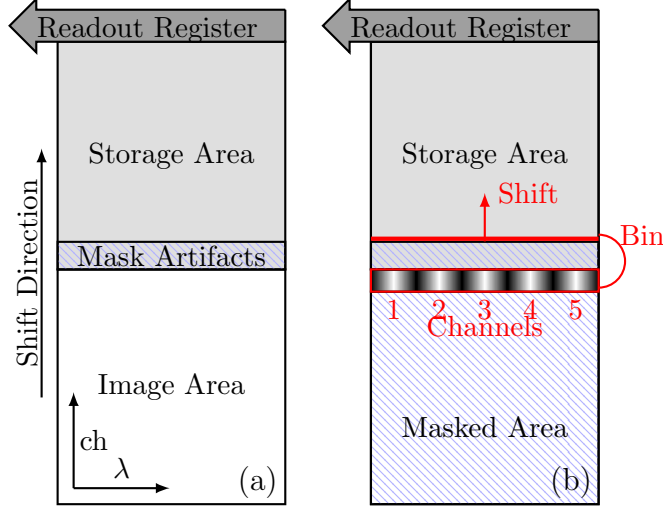 Readout Register
Storage Area
Shift Direction
Mask Artifacts
Image Area
ch
λ
(a)
Readout Register
Storage Area
Shift
Bin
1 2 3 4 5
Channels
Masked Area
(b)